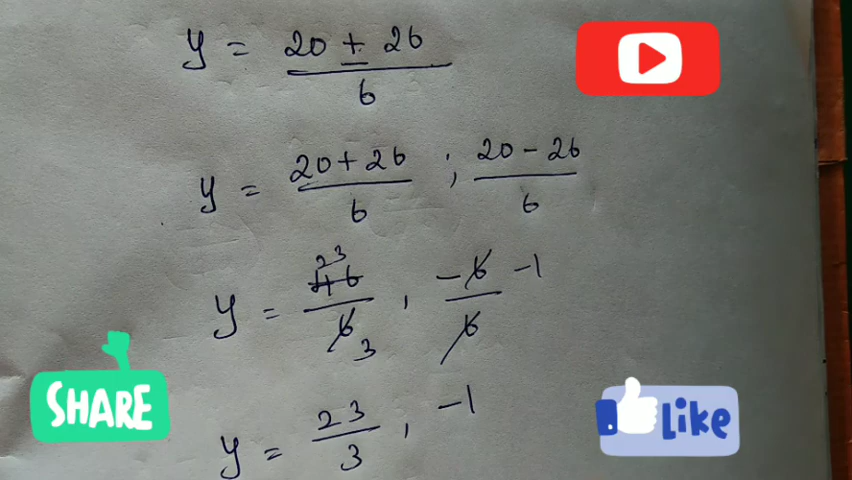 y = 20 ± 26 / 6
y = 20 + 26 / 6 ; 20 - 26 / 6
y = 46 23 / 6 3 , -6 / 6 -1
y = 23 / 3 , -1
SHARE
Like